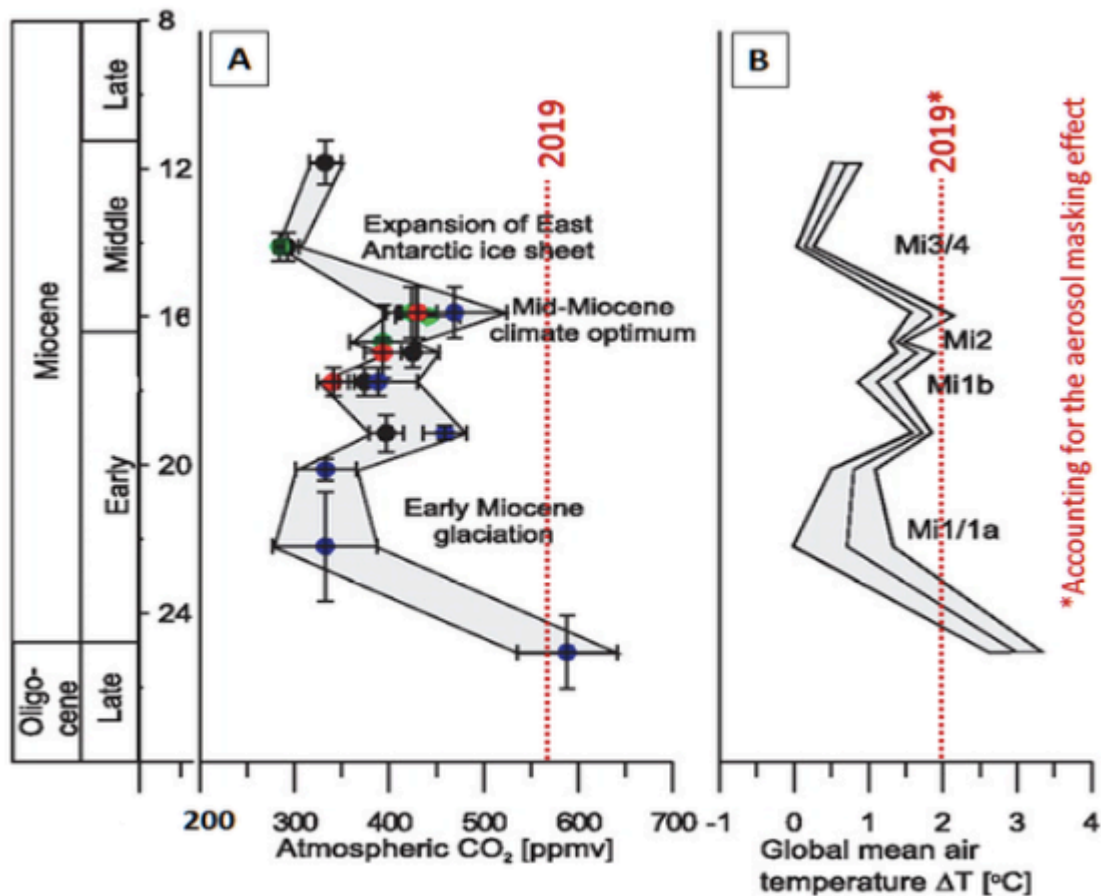 8
12
16
20
24
Miocene
Oligo-
cene
Late
Middle
Early
Late
A
2019
Expansion of East
Antarctic ice sheet
Mid-Miocene
climate optimum
Early Miocene
glaciation
200
300
400
500
600
700
Atmospheric CO₂ [ppmv]
B
2019*
Mi3/4
Mi2
Mi1b
Mi1/1a
-1
0
1
2
3
4
Global mean air
temperature ΔT [°C]
*Accounting for the aerosol masking effect